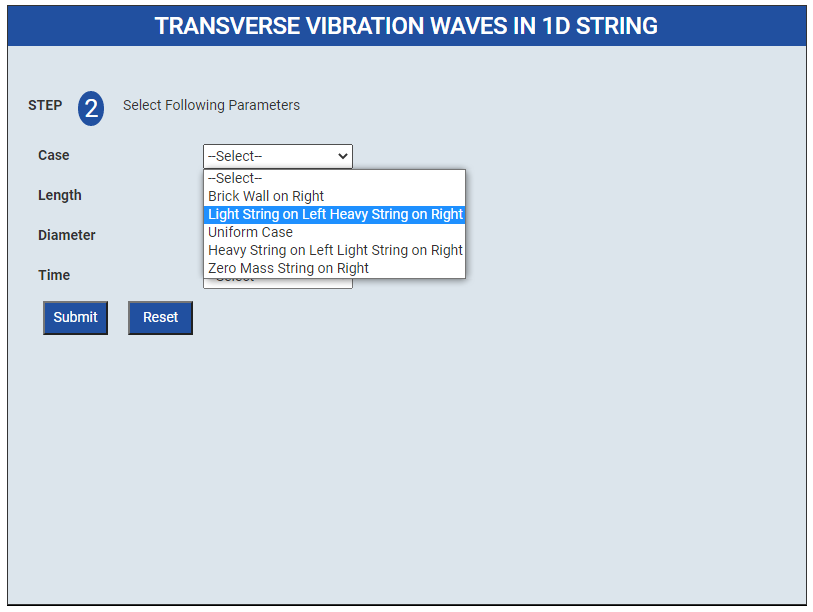 TRANSVERSE VIBRATION WAVES IN 1D STRING
STEP 2 Select Following Parameters
Case --Select--
--Select--
Brick Wall on Right
Length
Light String on Left Heavy String on Right
Uniform Case
Diameter
Heavy String on Left Light String on Right
Zero Mass String on Right
Time
Submit Reset